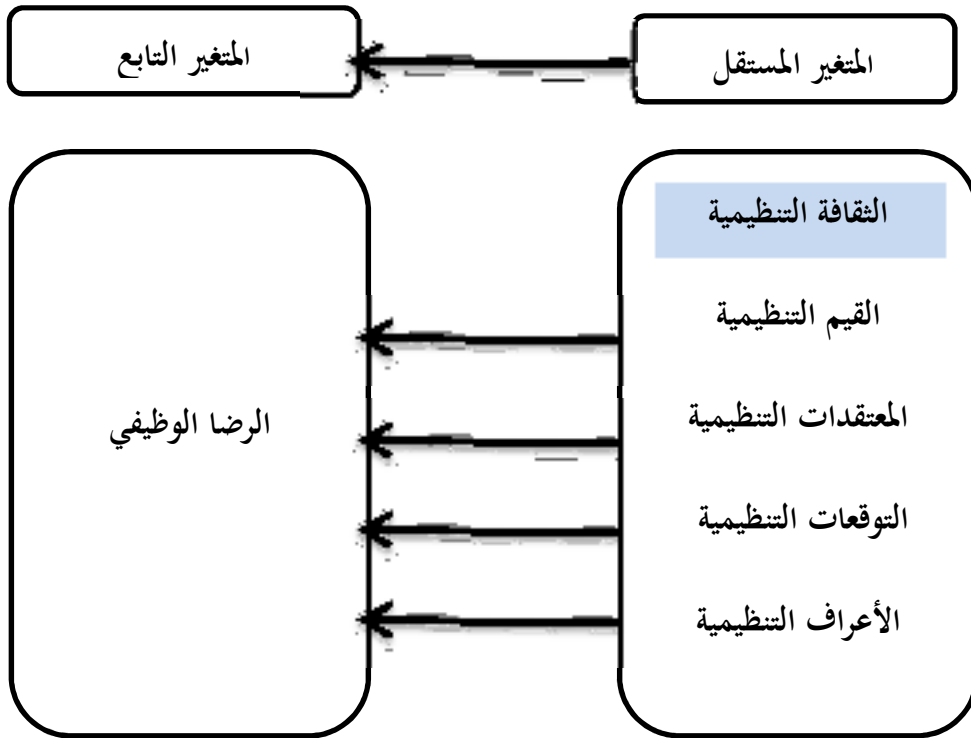 المتغير المستقل
المتغير التابع
الثقافة التنظيمية
القيم التنظيمية
المعتقدات التنظيمية
التوقعات التنظيمية
الأعراف التنظيمية
الرضا الوظيفي